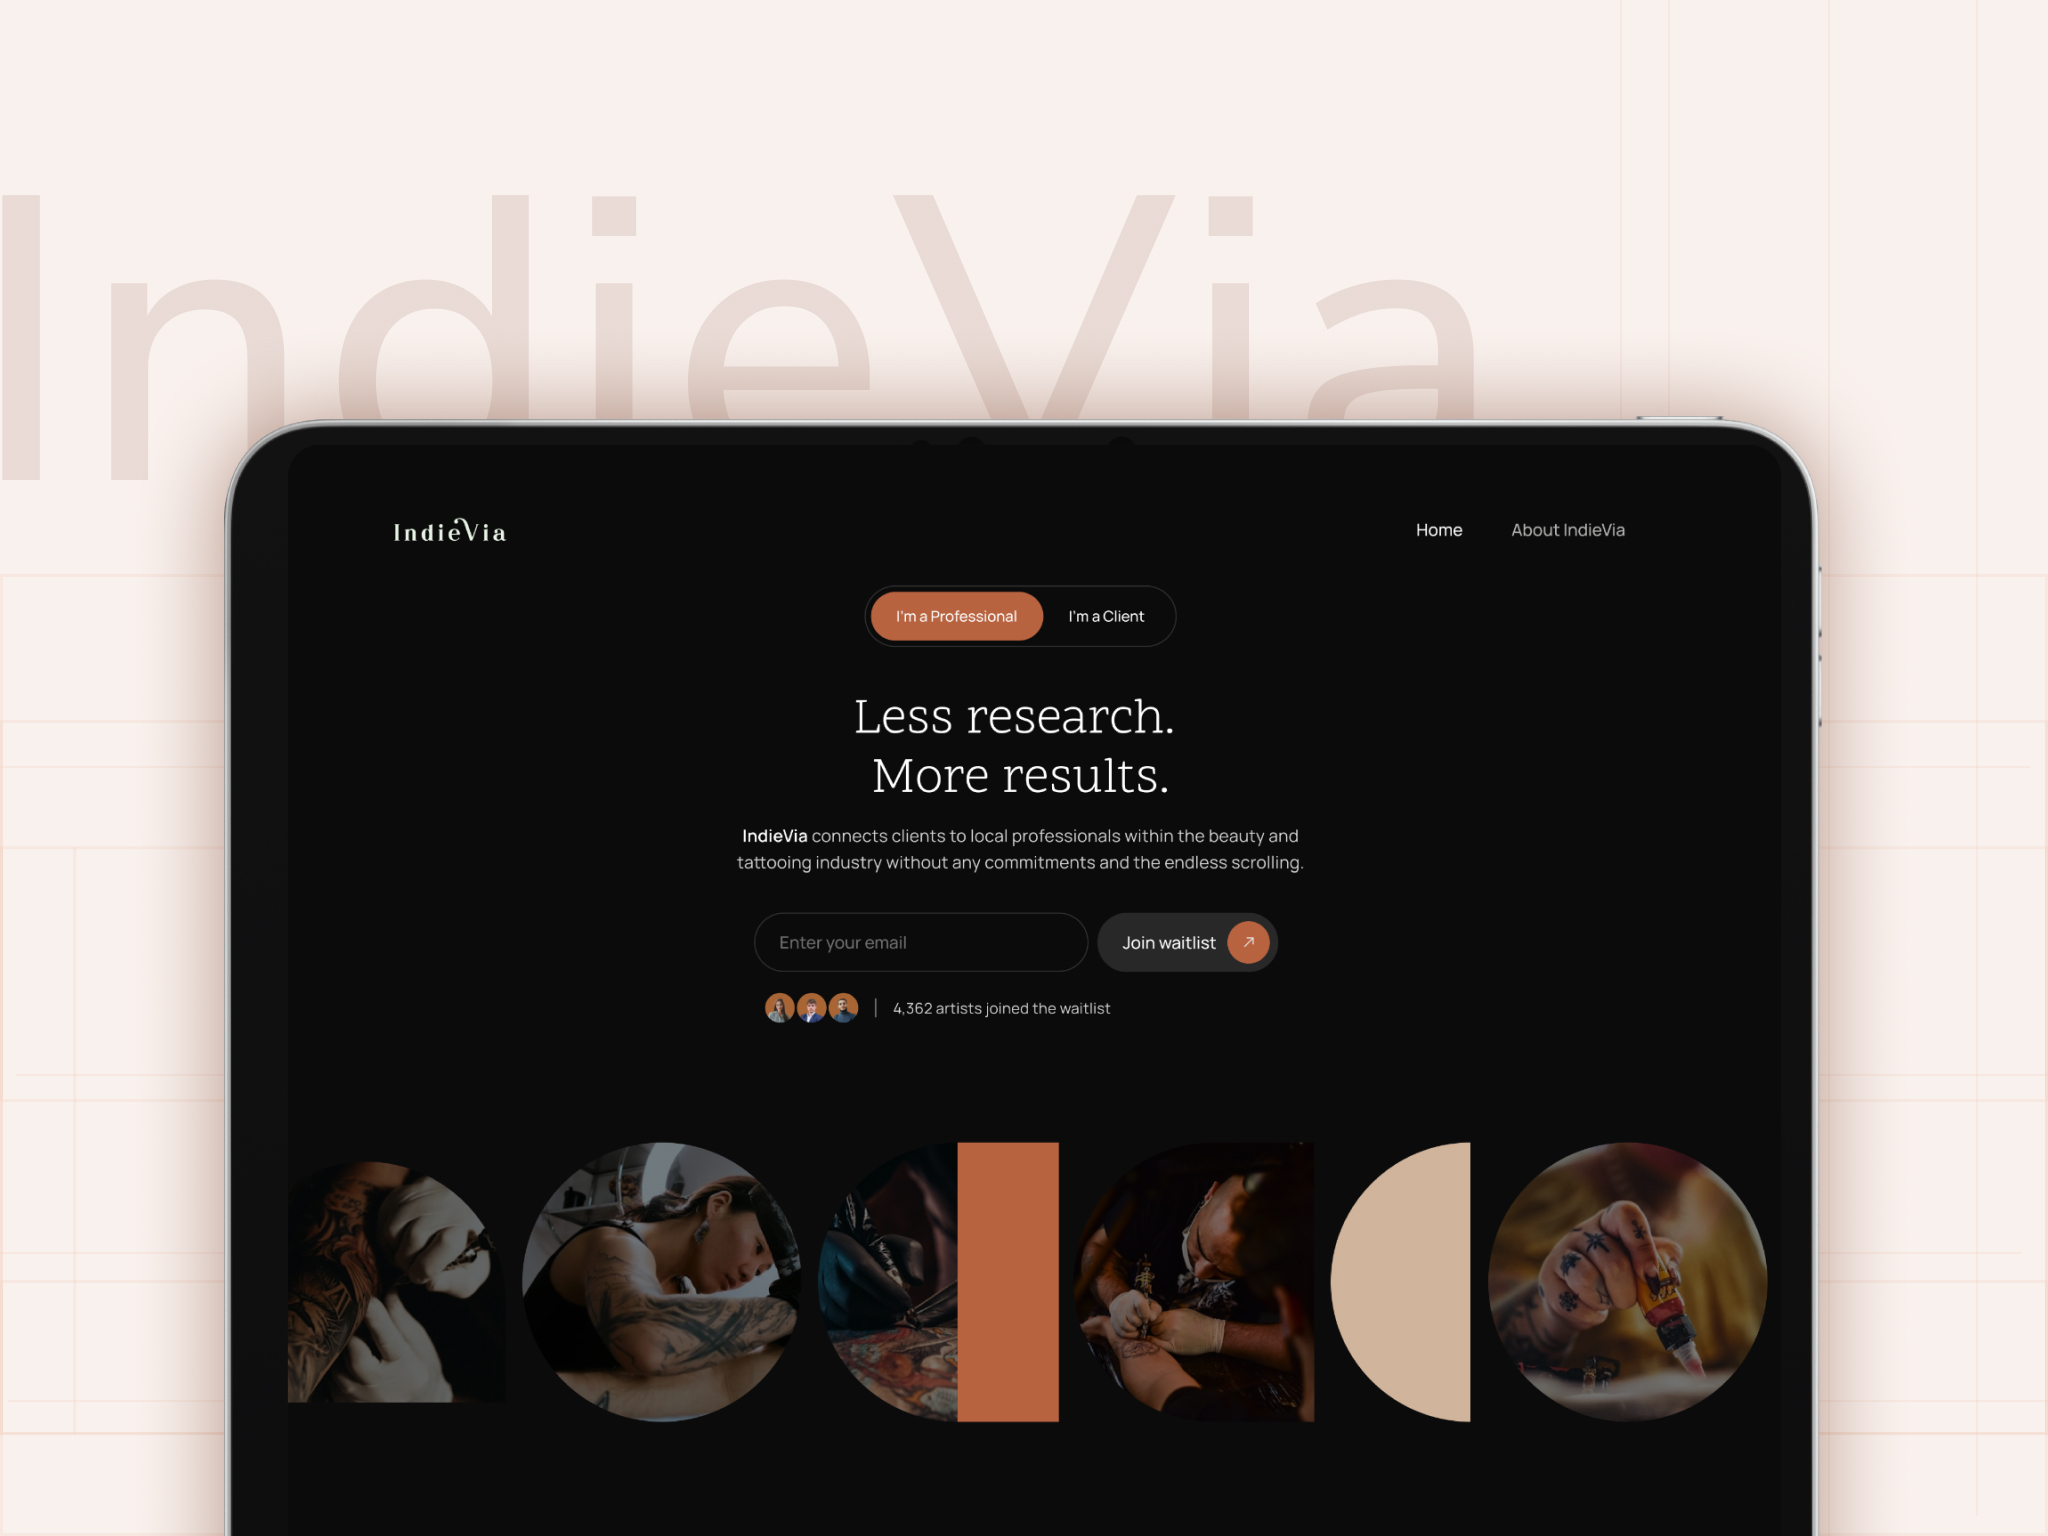 IndieVia
IndieVia
Home
About IndieVia
I'm a Professional
I'm a Client
Less research.
More results.
IndieVia connects clients to local professionals within the beauty and
tattooing industry without any commitments and the endless scrolling.
Enter your email
Join waitlist
4,362 artists joined the waitlist